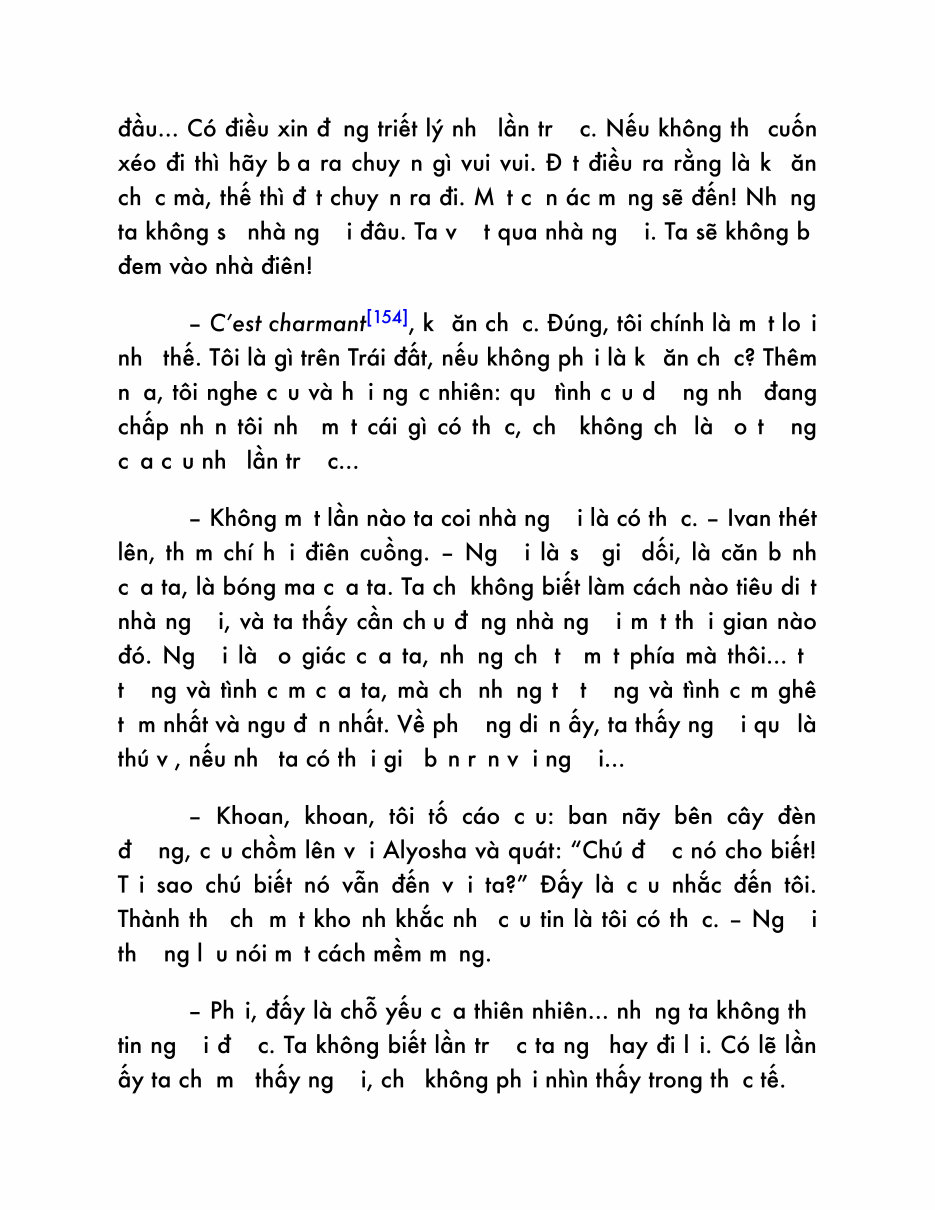 đầu... Có điều xin đ ng triết lý nh lần tr c. Nếu không th cuốn
xéo đi thì hãy b a ra chuy n gì vui vui. Đ t điều ra rằng là k ăn
ch c mà, thế thì đ t chuy n ra đi. M t c n ác m ng sẽ đến! Nh ng
ta không s nhà ng i đâu. Ta v t qua nhà ng i. Ta sẽ không b
đem vào nhà điên!
– C’est charmant[154], k ăn ch c. Đúng, tôi chính là m t lo i
nh thế. Tôi là gì trên Trái đất, nếu không ph i là k ăn ch c? Thêm
n a, tôi nghe c u và h i ng c nhiên: qu tình c u d ng nh đang
chấp nh n tôi nh m t cái gì có th c, ch không ch là o t ng
c a c u nh lần tr c...
– Không m t lần nào ta coi nhà ng i là có th c. – Ivan thét
lên, th m chí h i điên cuồng. – Ng i là s gi dối, là căn b nh
c a ta, là bóng ma c a ta. Ta ch không biết làm cách nào tiêu di t
nhà ng i, và ta thấy cần ch u đ ng nhà ng i m t th i gian nào
đó. Ng i là o giác c a ta, nh ng ch t m t phía mà thôi... t
t ng và tình c m c a ta, mà ch nh ng t t ng và tình c m ghê
t m nhất và ngu đ n nhất. Về ph ng di n ấy, ta thấy ng i qu là
thú v , nếu nh ta có th i gi b n r n v i ng i...
– Khoan, khoan, tôi tố cáo c u: ban nãy bên cây đèn
đ ng, c u chồm lên v i Alyosha và quát: “Chú đ c nó cho biết!
T i sao chú biết nó vẫn đến v i ta?” Đấy là c u nhắc đến tôi.
Thành th ch m t kho nh khắc nh c u tin là tôi có th c. – Ng i
th ng l u nói m t cách mềm m ng.
– Ph i, đấy là chỗ yếu c a thiên nhiên... nh ng ta không th
tin ng i đ c. Ta không biết lần tr c ta ng hay đi l i. Có lẽ lần
ấy ta ch m thấy ng i, ch không ph i nhìn thấy trong th c tế.